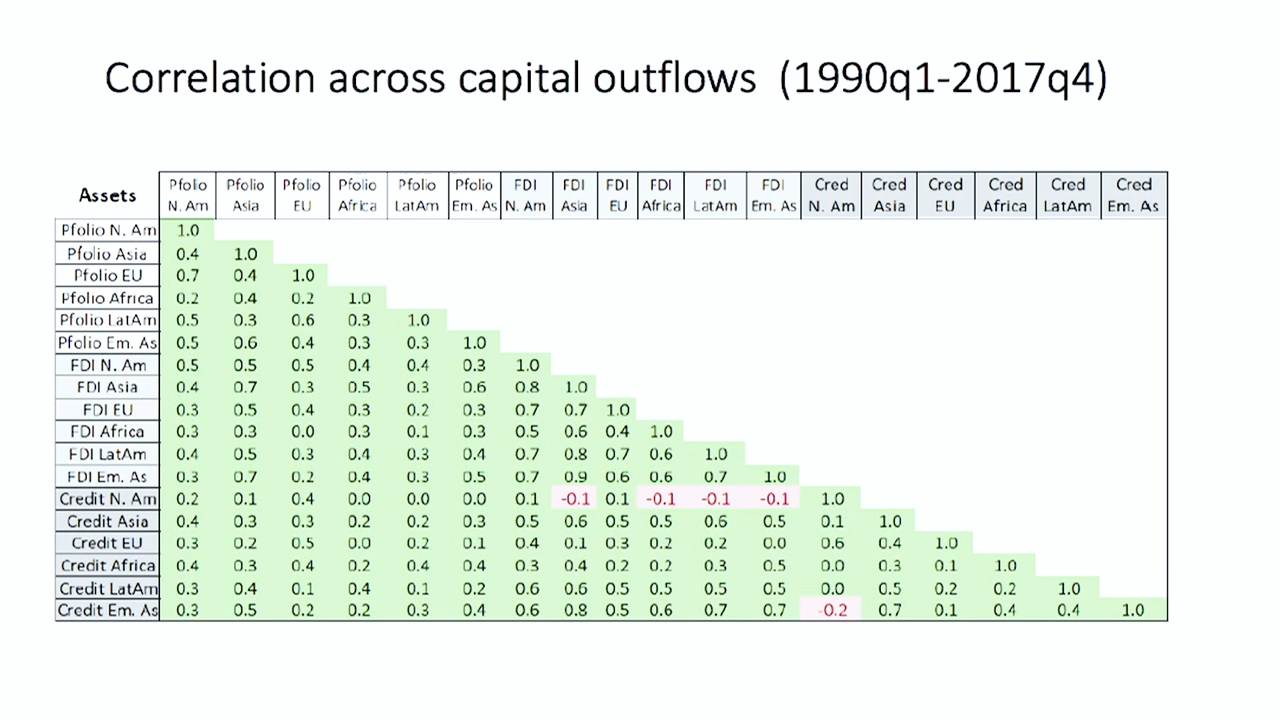 Correlation across capital outflows (1990q1-2017q4)
Assets Pfolio N. Am Pfolio Asia Pfolio EU Pfolio Africa Pfolio LatAm Pfolio Em. As FDI N. Am FDI Asia FDI EU FDI Africa FDI LatAm FDI Em. As Cred N. Am Cred Asia Cred EU Cred Africa Cred LatAm Cred Em. As
Pfolio N. Am 1.0
Pfolio Asia 0.4 1.0
Pfolio EU 0.7 0.4 1.0
Pfolio Africa 0.2 0.4 0.2 1.0
Pfolio LatAm 0.5 0.3 0.6 0.3 1.0
Pfolio Em. As 0.5 0.6 0.4 0.3 0.3 1.0
FDI N. Am 0.5 0.5 0.5 0.4 0.4 0.3 1.0
FDI Asia 0.4 0.7 0.3 0.5 0.3 0.6 0.8 1.0
FDI EU 0.3 0.5 0.4 0.3 0.2 0.3 0.7 0.7 1.0
FDI Africa 0.3 0.3 0.0 0.3 0.1 0.3 0.5 0.6 0.4 1.0
FDI LatAm 0.4 0.5 0.3 0.4 0.3 0.4 0.7 0.8 0.7 0.6 1.0
FDI Em. As 0.3 0.7 0.2 0.4 0.3 0.5 0.7 0.9 0.6 0.6 0.7 1.0
Credit N. Am 0.2 0.1 0.4 0.0 0.0 0.0 0.1 -0.1 0.1 -0.1 -0.1 -0.1 1.0
Credit Asia 0.4 0.3 0.3 0.2 0.2 0.3 0.5 0.6 0.5 0.5 0.6 0.5 0.1 1.0
Credit EU 0.3 0.2 0.5 0.0 0.2 0.1 0.4 0.1 0.3 0.2 0.2 0.0 0.6 0.4 1.0
Credit Africa 0.4 0.3 0.4 0.2 0.4 0.4 0.3 0.4 0.2 0.2 0.3 0.5 0.0 0.3 0.1 1.0
Credit LatAm 0.3 0.4 0.1 0.4 0.1 0.2 0.6 0.6 0.5 0.5 0.5 0.5 0.0 0.5 0.2 0.2 1.0
Credit Em. As 0.3 0.5 0.2 0.2 0.3 0.4 0.6 0.8 0.5 0.6 0.7 0.7 -0.2 0.7 0.1 0.4 0.4 1.0